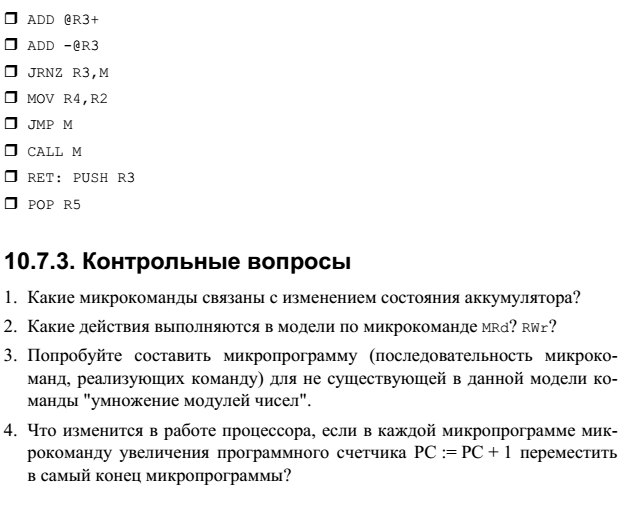 ❒ ADD @R3+
❒ ADD -@R3
❒ JRNZ R3,M
❒ MOV R4,R2
❒ JMP M
❒ CALL M
❒ RET: PUSH R3
❒ POP R5
10.7.3. Контрольные вопросы
1. Какие микрокоманды связаны с изменением состояния аккумулятора?
2. Какие действия выполняются в модели по микрокоманде MRd? RWr?
3. Попробуйте составить микропрограмму (последовательность микроко-
манд, реализующих команду) для не существующей в данной модели ко-
манды "умножение модулей чисел".
4. Что изменится в работе процессора, если в каждой микропрограмме мик-
рокоманду увеличения программного счетчика PC := PC + 1 переместить
в самый конец микропрограммы?